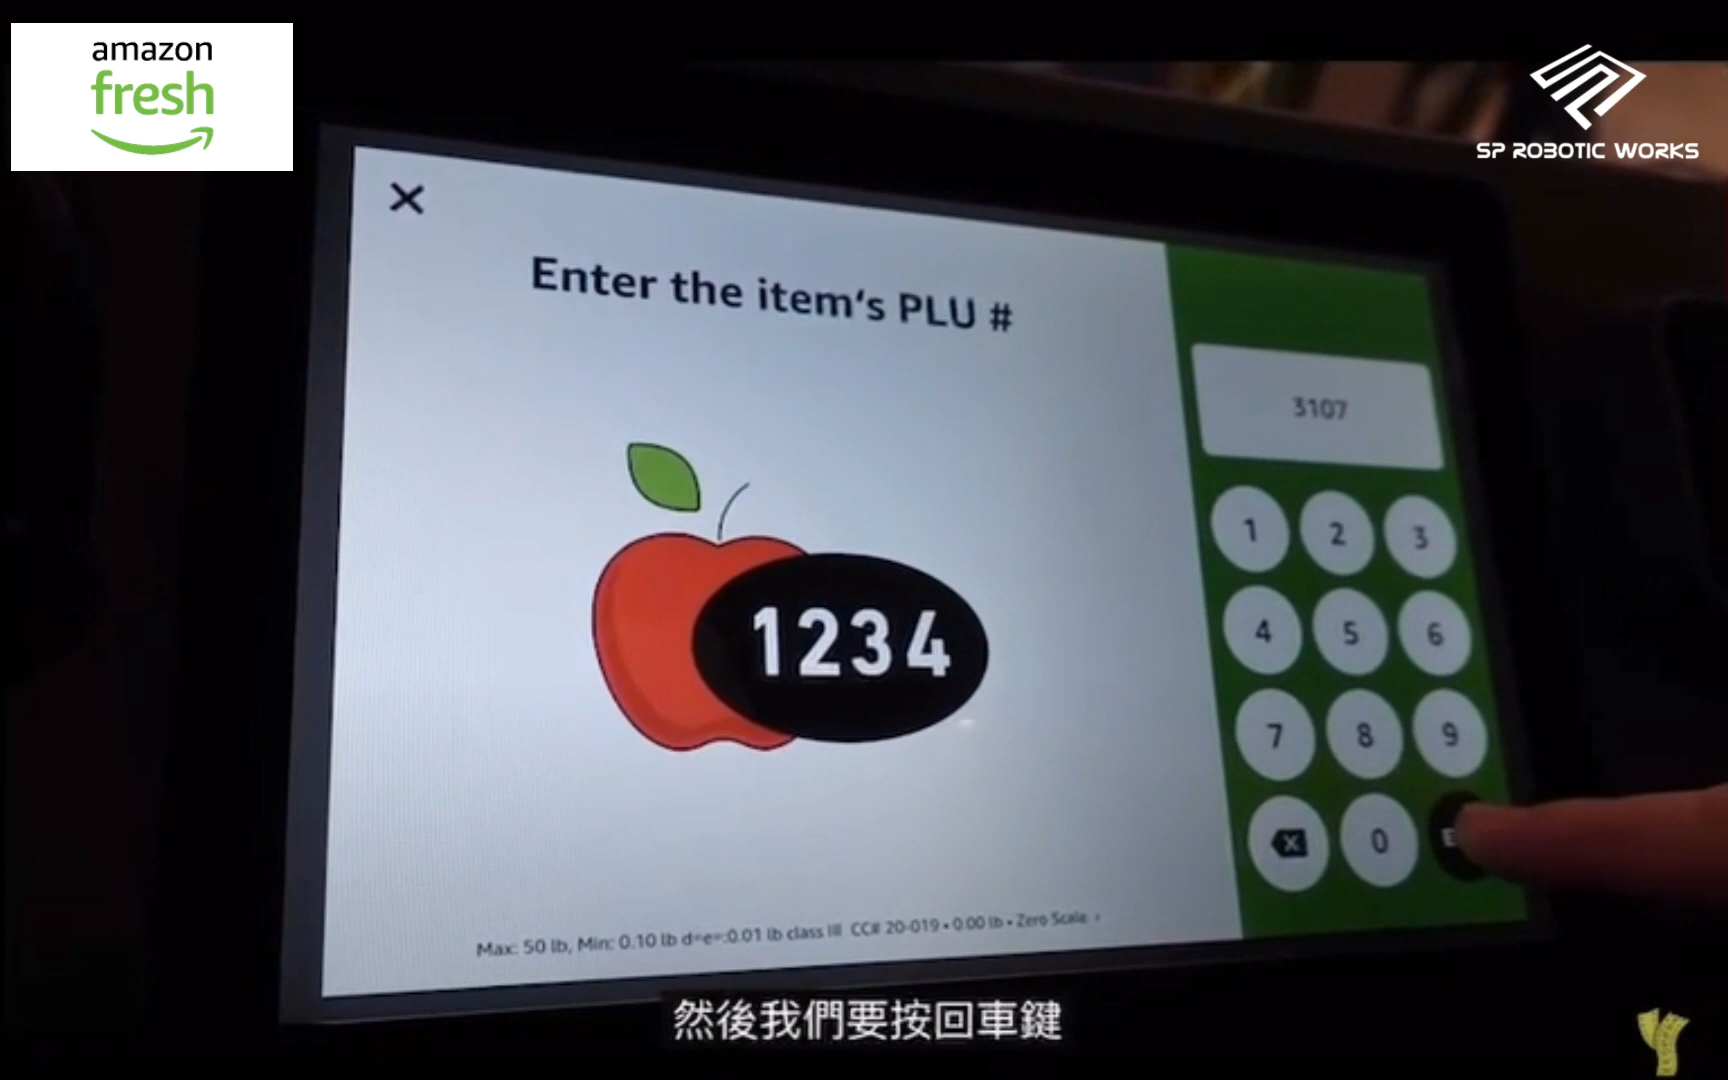 amazon
fresh
SP ROBOTIC WORKS
Enter the item's PLU #
3107
1234
1 2 3
4 5 6
7 8 9
0
Max: 50 lb, Min: 0.10 lb d=e=:0.01 lb class III CC# 20-019 • 0.00 lb • Zero Scale ›
然後我們要按回車鍵